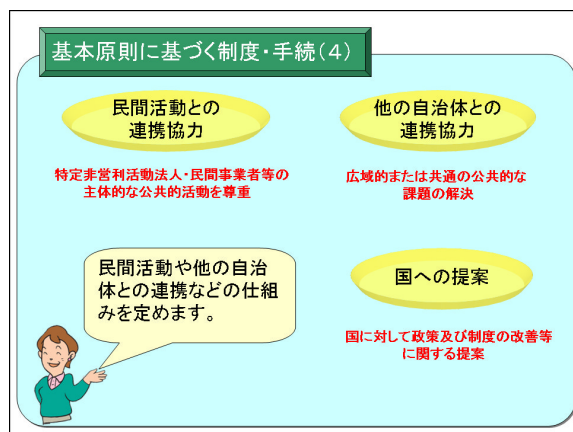 基本原則に基づく制度・手続(4)
民間活動との
連携協力
特定非営利活動法人・民間事業者等の
主体的な公共的活動を尊重
他の自治体との
連携協力
広域的または共通の公共的な
課題の解決
民間活動や他の自治
体との連携などの仕組
みを定めます。
国への提案
国に対して政策及び制度の改善等
に関する提案